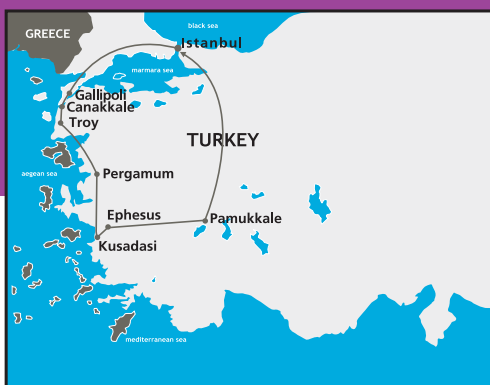 black sea
GREECE
Istanbul
marmara sea
Gallipoli
Canakkale
Troy
TURKEY
aegean sea
Pergamum
Ephesus
Pamukkale
Kusadasi
mediterranean sea